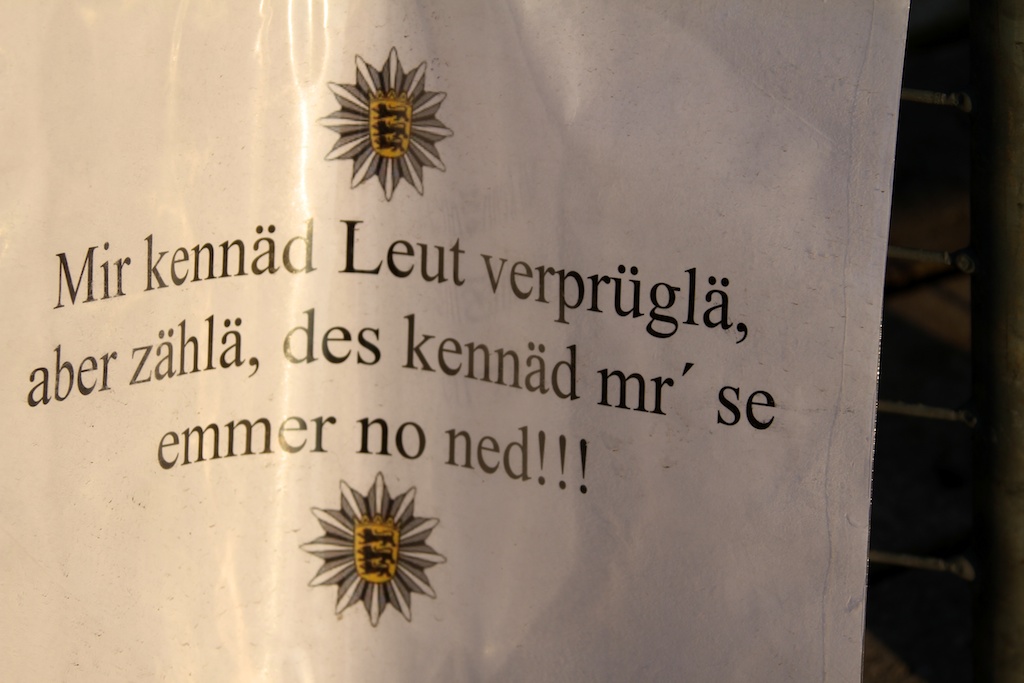 Mir kennäd Leut verprüglä,
aber zählä, des kennäd mr´ se
emmer no ned!!!